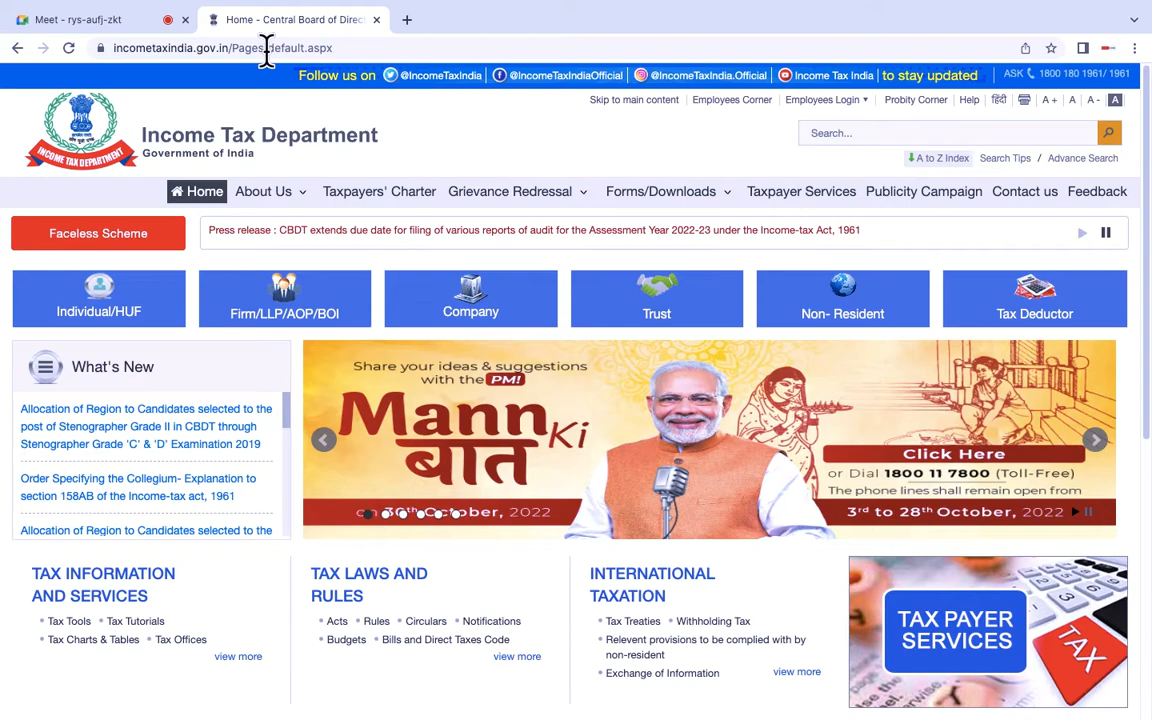 Meet - rys-aufj-zkt
Home - Central Board of Direc
incometaxindia.gov.in/Pages/default.aspx
Follow us on @IncomeTaxIndia @IncomeTaxIndiaOfficial @IncomeTaxIndia.Official Income Tax India to stay updated
ASK 1800 180 1961/ 1961
Skip to main content Employees Corner Employees Login Probity Corner Help हिंदी A + A A - A
INCOME TAX DEPARTMENT
Income Tax Department
Government of India
Search...
A to Z Index Search Tips / Advance Search
Home About Us Taxpayers' Charter Grievance Redressal Forms/Downloads Taxpayer Services Publicity Campaign Contact us Feedback
Faceless Scheme
Press release : CBDT extends due date for filing of various reports of audit for the Assessment Year 2022-23 under the Income-tax Act, 1961
Individual/HUF
Firm/LLP/AOP/BOI
Company
Trust
Non- Resident
Tax Deductor
What's New
Allocation of Region to Candidates selected to the
post of Stenographer Grade II in CBDT through
Stenographer Grade 'C' & 'D' Examination 2019
Order Specifying the Collegium- Explanation to
section 158AB of the Income-tax act, 1961
Allocation of Region to Candidates selected to the
Share your ideas & suggestions
with the PM!
Mann Ki
बात
on 30th October, 2022
Click Here
or Dial 1800 11 7800 (Toll-Free)
The phone lines shall remain open from
3rd to 28th October, 2022
TAX INFORMATION
AND SERVICES
Tax Tools Tax Tutorials
Tax Charts & Tables Tax Offices
view more
TAX LAWS AND
RULES
Acts Rules Circulars Notifications
Budgets Bills and Direct Taxes Code
view more
INTERNATIONAL
TAXATION
Tax Treaties Withholding Tax
Relevent provisions to be complied with by
non-resident
Exchange of Information
view more
TAX PAYER
SERVICES
TAX